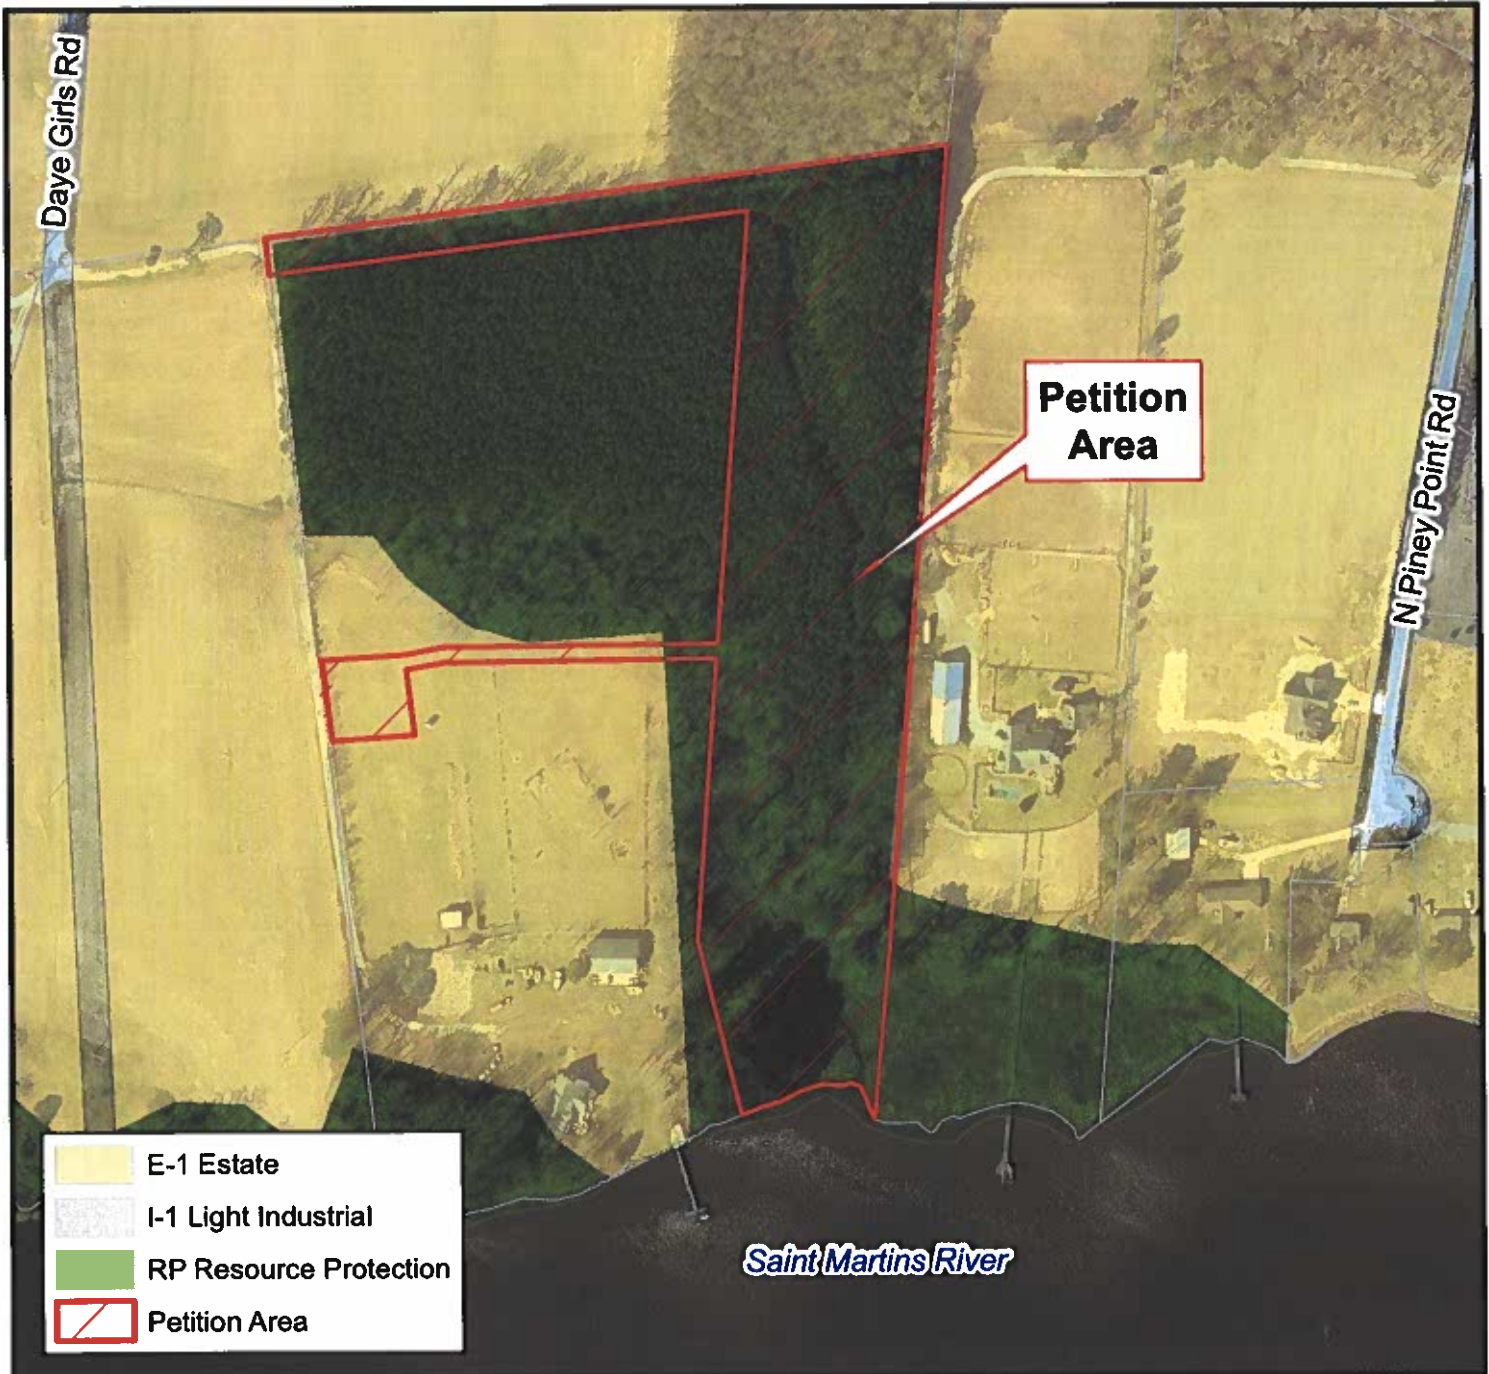 Daye Girls Rd
Petition
Area
N Piney Point Rd
E-1 Estate
I-1 Light Industrial
RP Resource Protection
Petition Area
Saint Martins River